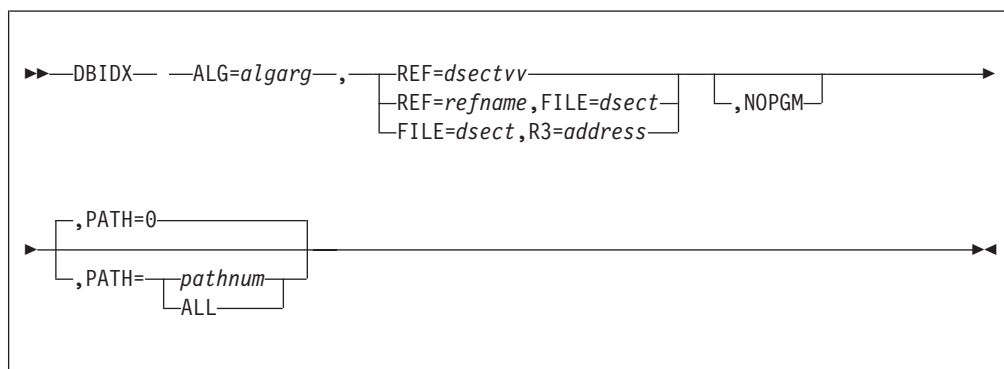 DBIDX ALG=algarg , REF=dsectvv
REF=refname,FILE=dsect ,NOPGM
FILE=dsect,R3=address
,PATH=0
,PATH= pathnum
ALL